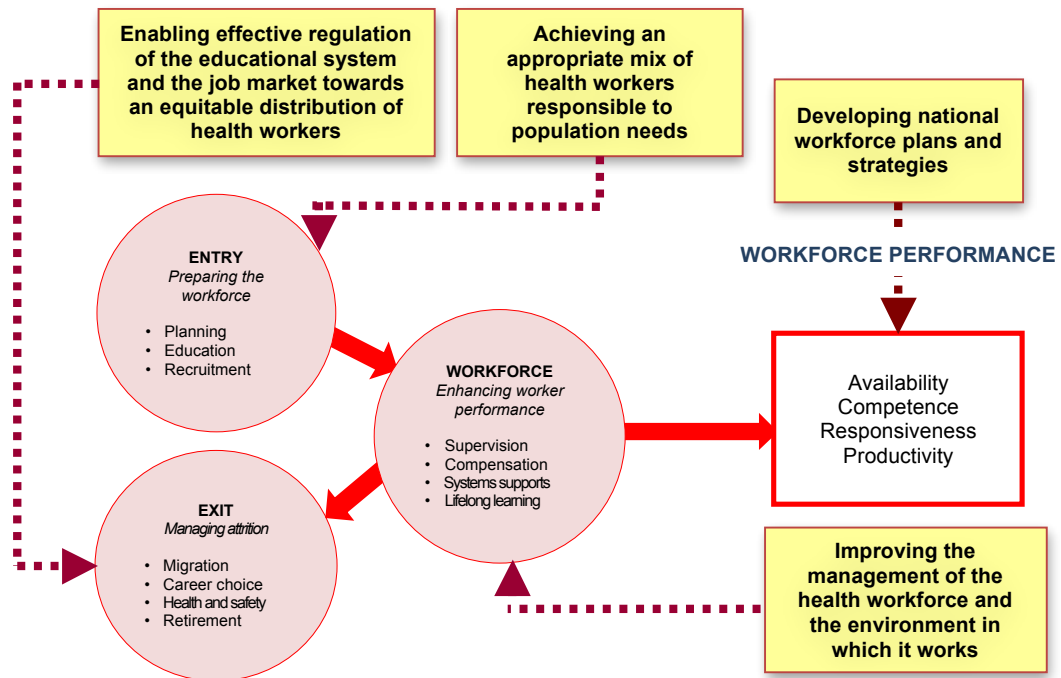 Enabling effective regulation
of the educational system
and the job market towards
an equitable distribution of
health workers
Achieving an
appropriate mix of
health workers
responsible to
population needs
Developing national
workforce plans and
strategies
WORKFORCE PERFORMANCE
ENTRY
Preparing the
workforce
• Planning
• Education
• Recruitment
WORKFORCE
Enhancing worker
performance
• Supervision
• Compensation
• Systems supports
• Lifelong learning
Availability
Competence
Responsiveness
Productivity
EXIT
Managing attrition
• Migration
• Career choice
• Health and safety
• Retirement
Improving the
management of the
health workforce and
the environment in
which it works